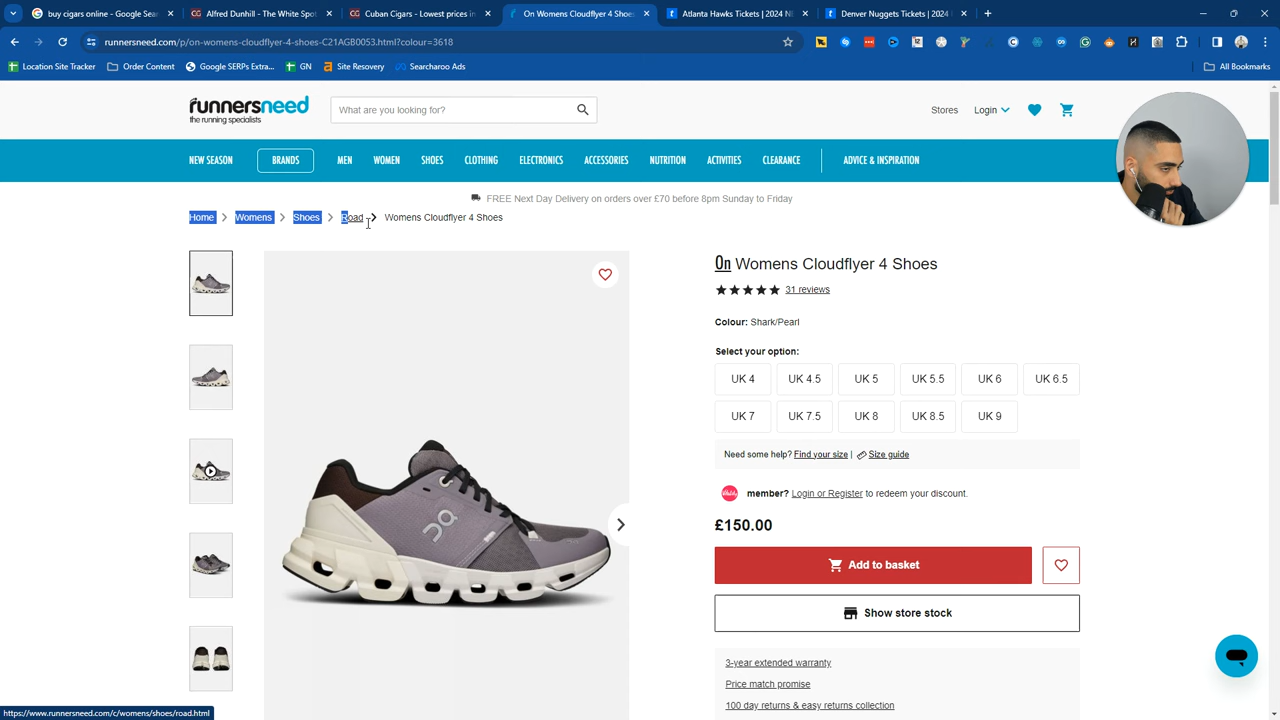 buy cigars online - Google Sea
Alfred Dunhill - The White Spot
Cuban Cigars - Lowest prices in
On Womens Cloudflyer 4 Shoes
Atlanta Hawks Tickets | 2024 N
Denver Nuggets Tickets | 2024
runnersneed.com/p/on-womens-cloudflyer-4-shoes-C21AGB0053.html?colour=3618
Location Site Tracker
Order Content
Google SERPs Extra...
GN
Site Recovery
Searcharoo Ads
All Bookmarks
runnersneed
the running specialists
What are you looking for?
Stores
Login
NEW SEASON
BRANDS
MEN
WOMEN
SHOES
CLOTHING
ELECTRONICS
ACCESSORIES
NUTRITION
ACTIVITIES
CLEARANCE
ADVICE & INSPIRATION
FREE Next Day Delivery on orders over £70 before 8pm Sunday to Friday
Home > Womens > Shoes > Road > Womens Cloudflyer 4 Shoes
On Womens Cloudflyer 4 Shoes
31 reviews
Colour: Shark/Pearl
Select your option:
UK 4 UK 4.5 UK 5 UK 5.5 UK 6 UK 6.5
UK 7 UK 7.5 UK 8 UK 8.5 UK 9
Need some help? Find your size | Size guide
member? Login or Register to redeem your discount.
£150.00
Add to basket
Show store stock
3-year extended warranty
Price match promise
100 day returns & easy returns collection
https://www.runnersneed.com/c/womens/shoes/road.html